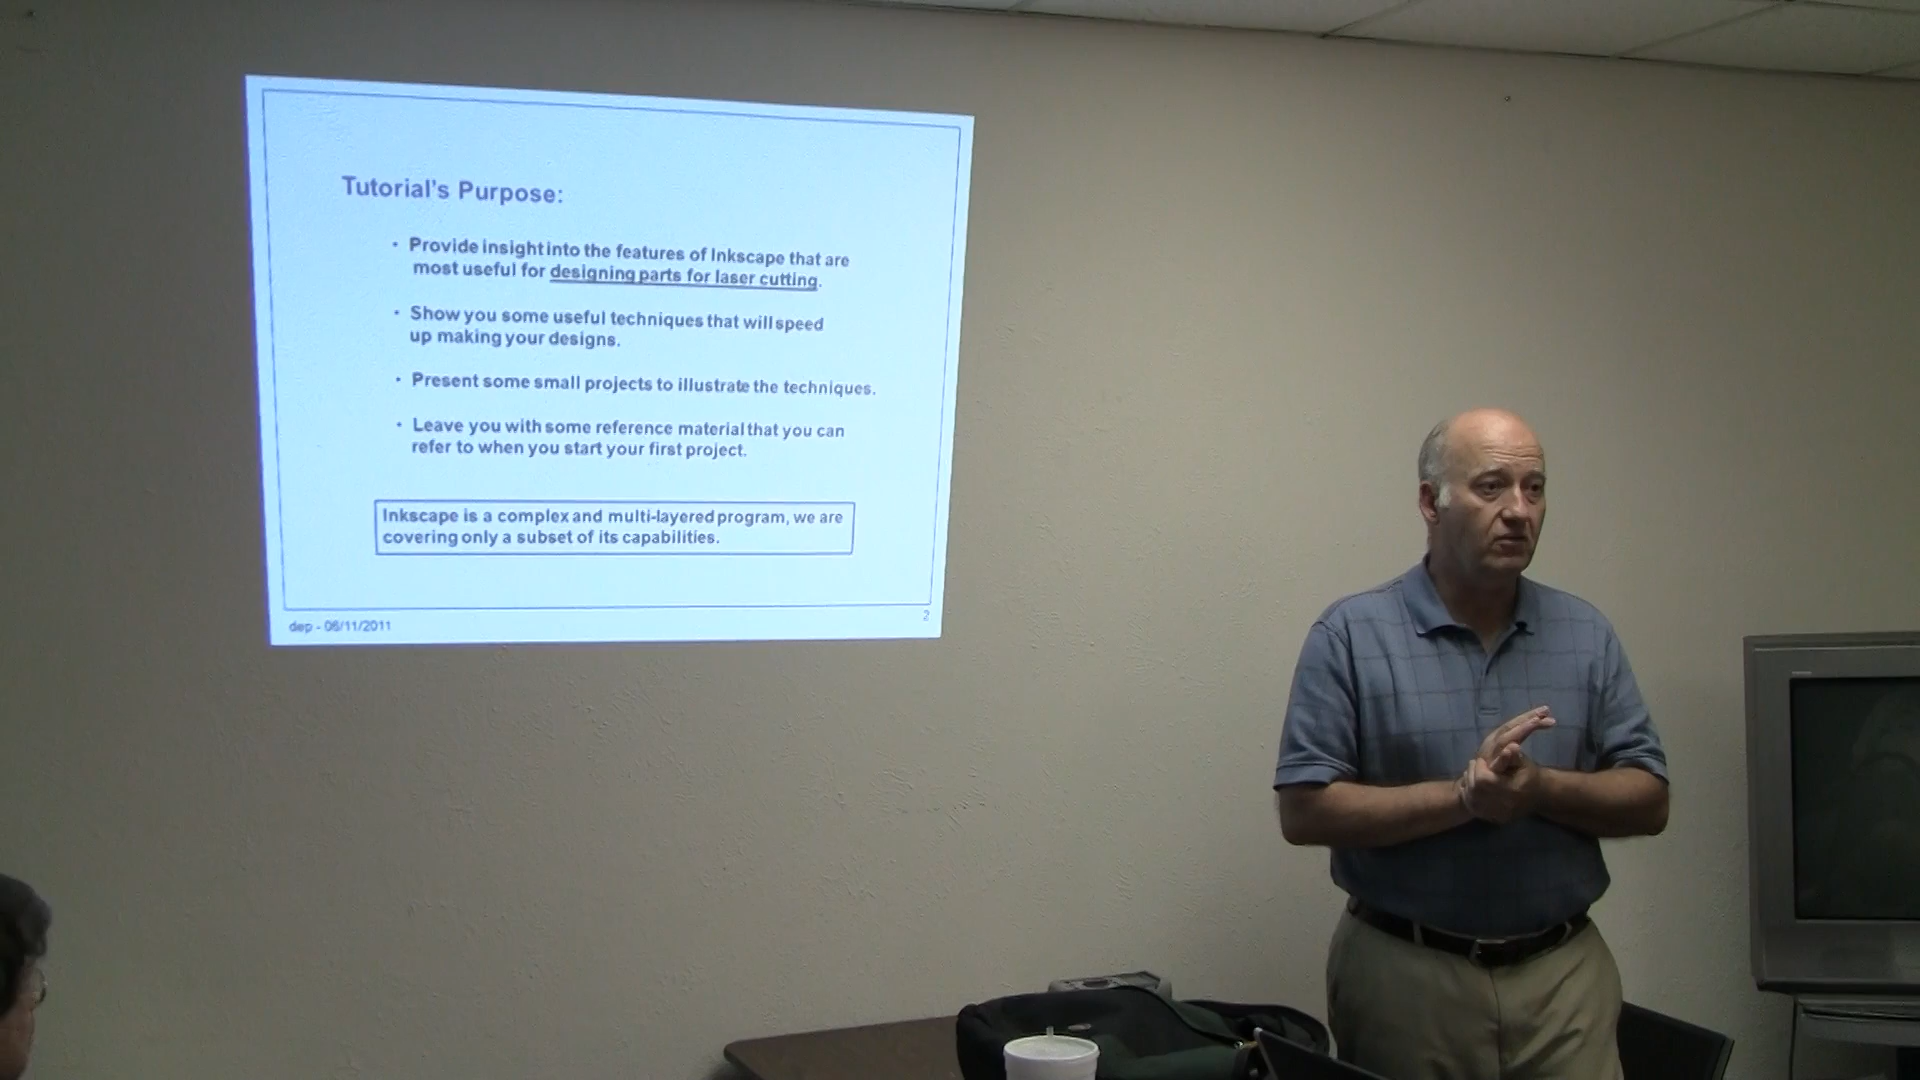 Tutorial's Purpose:
• Provide insight into the features of Inkscape that are
most useful for designing parts for laser cutting.
• Show you some useful techniques that will speed
up making your designs.
• Present some small projects to illustrate the techniques.
• Leave you with some reference material that you can
refer to when you start your first project.
Inkscape is a complex and multi-layered program, we are
covering only a subset of its capabilities.
dep - 06/11/2011
2